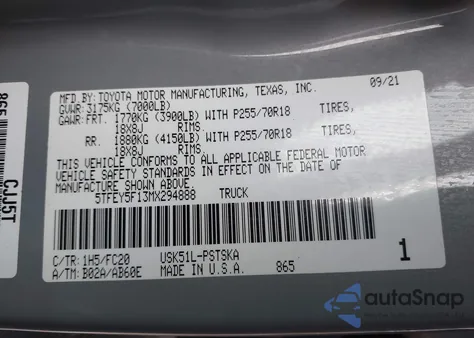 MFD.BY: TOYOTA MOTOR MANUFACTURING, TEXAS, INC. 09/21
GVWR: 3175KG (7000LB)
GAWR: FRT. 1770KG (3900LB) WITH P255/70R18 TIRES,
18X8J RIMS
RR. 1880KG (4150LB) WITH P255/70R18 TIRES,
18X8J RIMS
THIS VEHICLE CONFORMS TO ALL APPLICABLE FEDERAL MOTOR
VEHICLE SAFETY STANDARDS IN EFFECT ON THE DATE OF
MANUFACTURE SHOWN ABOVE.
5TFEY5F13MX294888 TRUCK
C/TR: 1H5/FC20 USK51L-PSTSKA
A/TM: B02A/AB60E MADE IN U.S.A. 865 1
865
CJJ5T
autoSnap